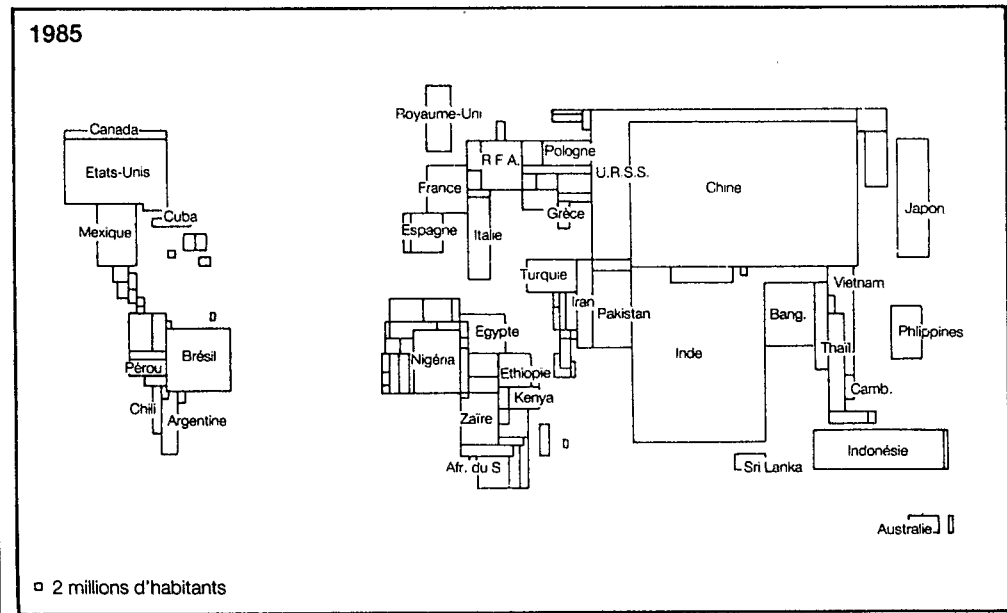 1985
Canada
Etats-Unis
Cuba
Mexique
Pérou
Brésil
Chili
Argentine
Royaume-Uni
R F A.
Pologne
France
Espagne
Italie
Grèce
U.R.S.S.
Chine
Japon
Turquie
Iran
Pakistan
Inde
Bang.
Vietnam
Thaïl.
Camb.
Philippines
Egypte
Nigéria
Ethiopie
Kenya
Zaïre
Afr. du S
Sri Lanka
Indonésie
Australie
2 millions d'habitants